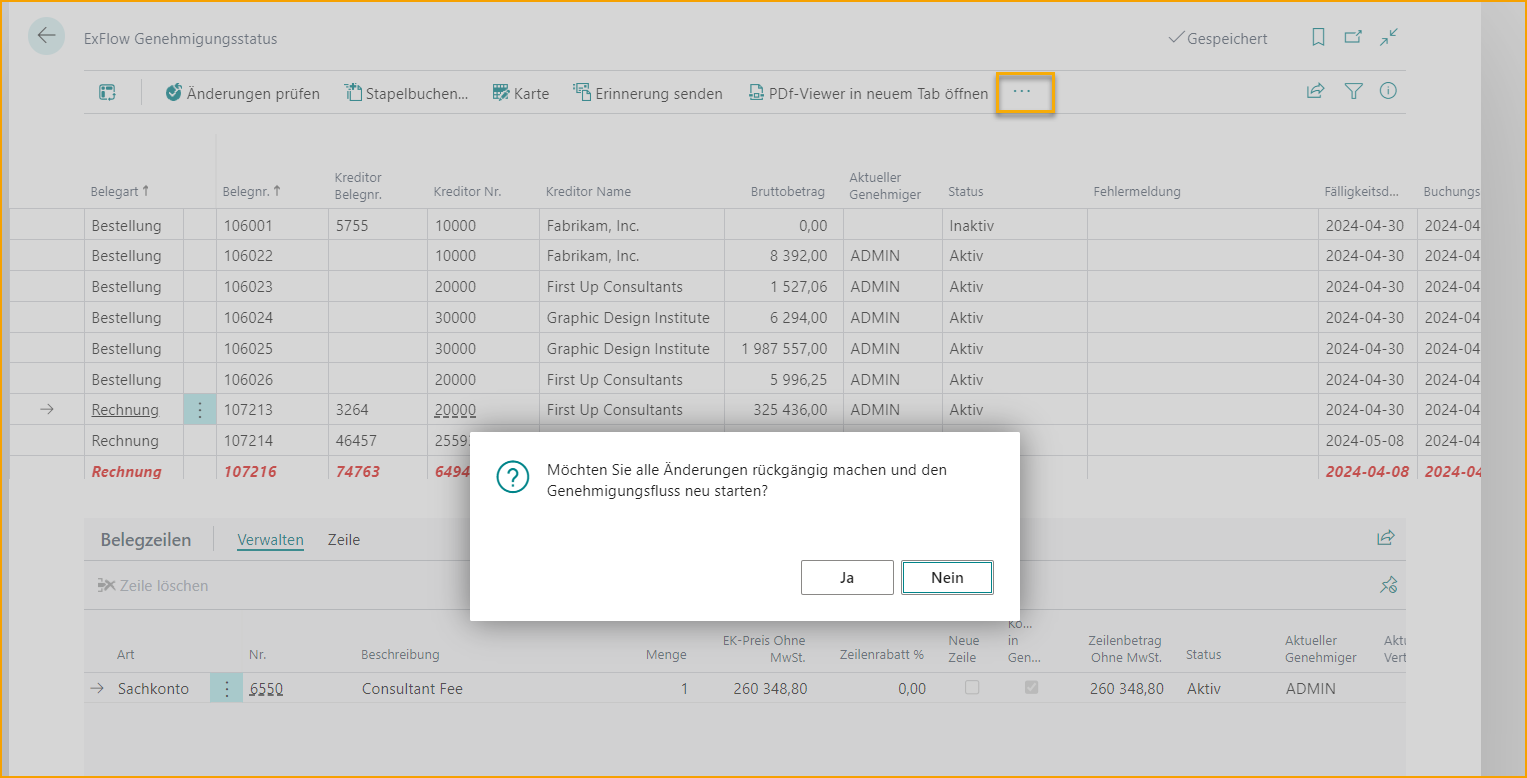 ExFlow Genehmigungsstatus
Gespeichert
Änderungen prüfen Stapelbuchen... Karte Erinnerung senden PDf-Viewer in neuem Tab öffnen ...
Belegart ↑ Belegnr. ↑ Kreditor Belegnr. Kreditor Nr. Kreditor Name Bruttobetrag Aktueller Genehmiger Status Fehlermeldung Fälligkeitsd... Buchungs
Bestellung 106001 5755 10000 Fabrikam, Inc. 0,00 Inaktiv 2024-04-30 2024-04
Bestellung 106022 10000 Fabrikam, Inc. 8 392,00 ADMIN Aktiv 2024-04-30 2024-04
Bestellung 106023 20000 First Up Consultants 1 527,06 ADMIN Aktiv 2024-04-30 2024-04
Bestellung 106024 30000 Graphic Design Institute 6 294,00 ADMIN Aktiv 2024-04-30 2024-04
Bestellung 106025 30000 Graphic Design Institute 1 987 557,00 ADMIN Aktiv 2024-04-30 2024-04
Bestellung 106026 20000 First Up Consultants 5 996,25 ADMIN Aktiv 2024-04-30 2024-04
Rechnung 107213 3264 20000 First Up Consultants 325 436,00 ADMIN Aktiv 2024-04-30 2024-04
Rechnung 107214 46457 2559 2024-05-08 2024-04
Rechnung 107216 74763 6494 2024-04-08 2024-04
Möchten Sie alle Änderungen rückgängig machen und den
Genehmigungsfluss neu starten?
Ja Nein
Belegzeilen Verwalten Zeile
Zeile löschen
Art Nr. Beschreibung Menge EK-Preis Ohne MwSt. Zeilenrabatt % Neue Zeile Ko... in Gen... Zeilenbetrag Ohne MwSt. Status Aktueller Genehmiger Aktu Vert
Sachkonto 6550 Consultant Fee 1 260 348,80 0,00 260 348,80 Aktiv ADMIN